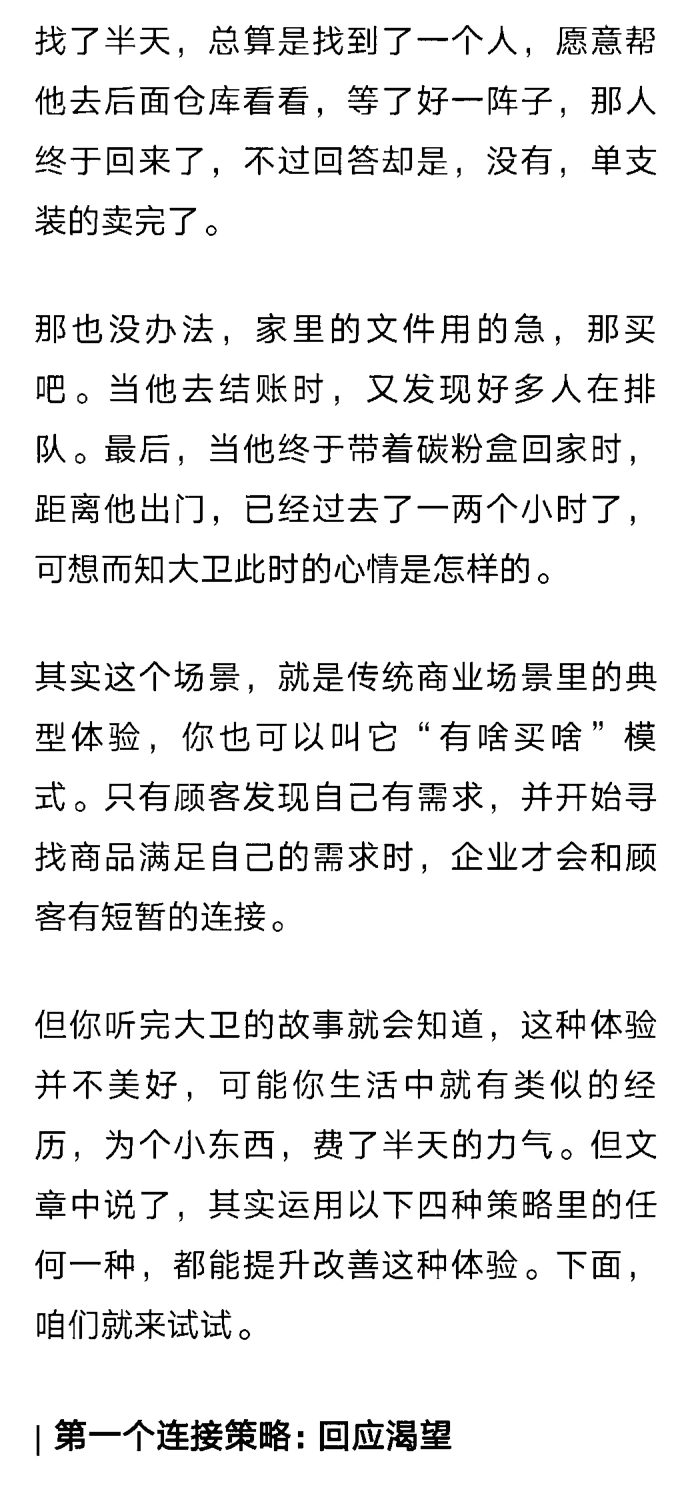 找了半天，总算是找到了一个人，愿意帮
他去后面仓库看看，等了好一阵子，那人
终于回来了，不过回答却是，没有，单支
装的卖完了。
那也没办法，家里的文件用的急，那买
吧。当他去结账时，又发现好多人在排
队。最后，当他终于带着碳粉盒回家时，
距离他出门，已经过去了一两个小时了，
可想而知大卫此时的心情是怎样的。
其实这个场景，就是传统商业场景里的典
型体验，你也可以叫它“有啥买啥”模
式。只有顾客发现自己有需求，并开始寻
找商品满足自己的需求时，企业才会和顾
客有短暂的连接。
但你听完大卫的故事就会知道，这种体验
并不美好，可能你生活中就有类似的经
历，为个小东西，费了半天的力气。但文
章中说了，其实运用以下四种策略里的任
何一种，都能提升改善这种体验。下面，
咱们就来试试。
| 第一个连接策略：回应渴望